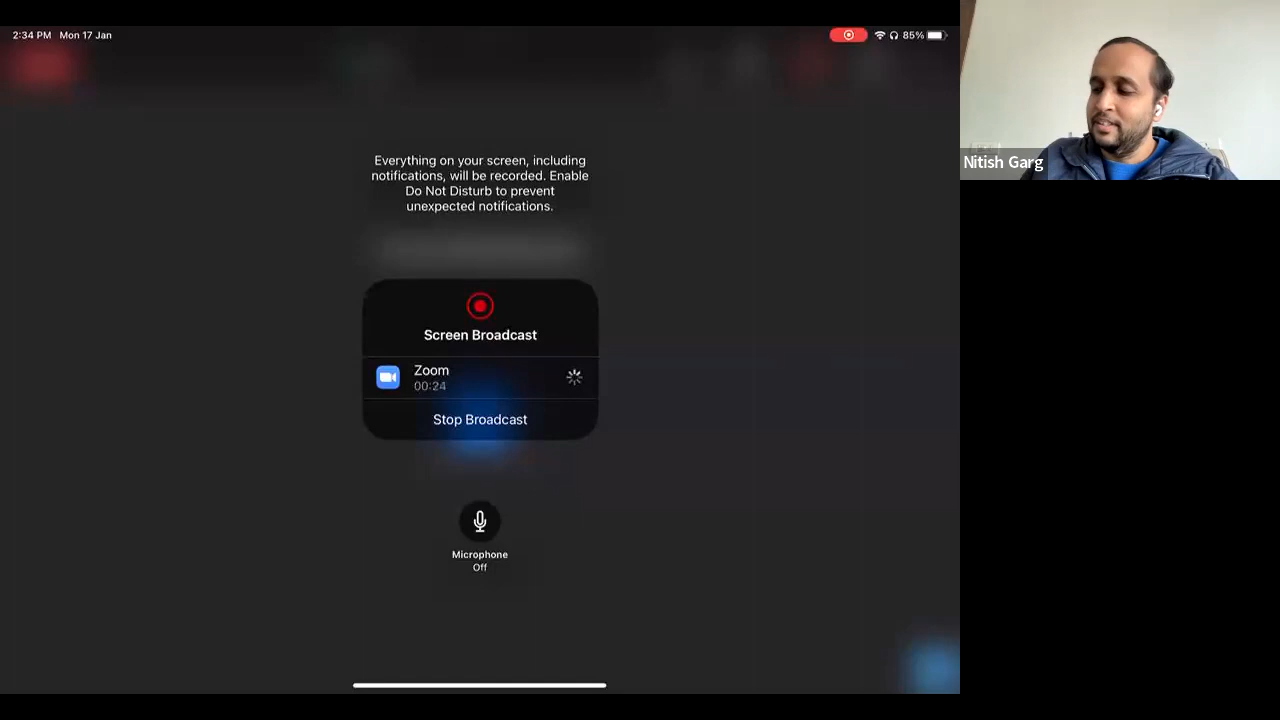 2:34 PM Mon 17 Jan
85%
Everything on your screen, including
notifications, will be recorded. Enable
Do Not Disturb to prevent
unexpected notifications.
Screen Broadcast
Zoom
00:24
Stop Broadcast
Microphone
Off
Nitish Garg